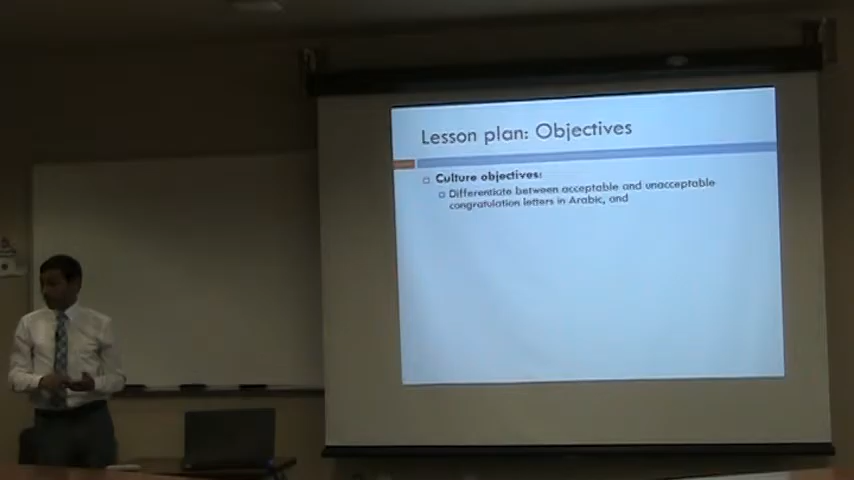 Lesson plan: Objectives
Culture objectives:
Differentiate between acceptable and unacceptable
congratulation letters in Arabic, and